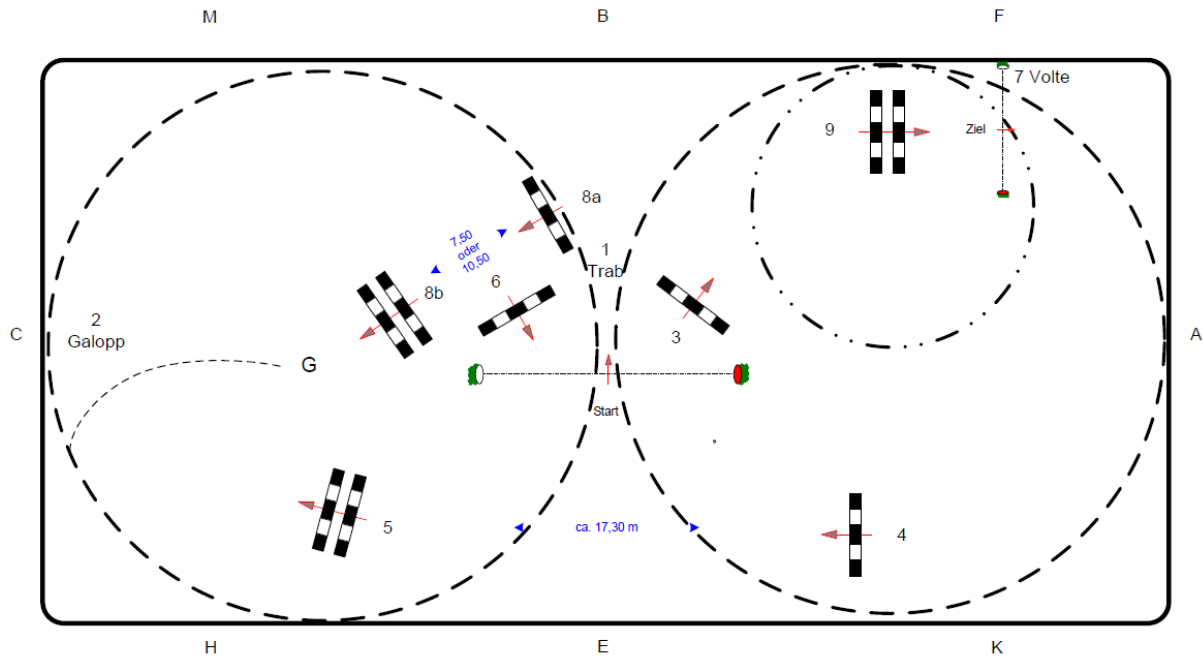 M
B
F
7 Volte
9
Ziel
8a
7,50
oder
10,50
1
Trab
6
8b
3
C
2
Galopp
G
A
Start
5
ca. 17,30 m
4
H
E
K